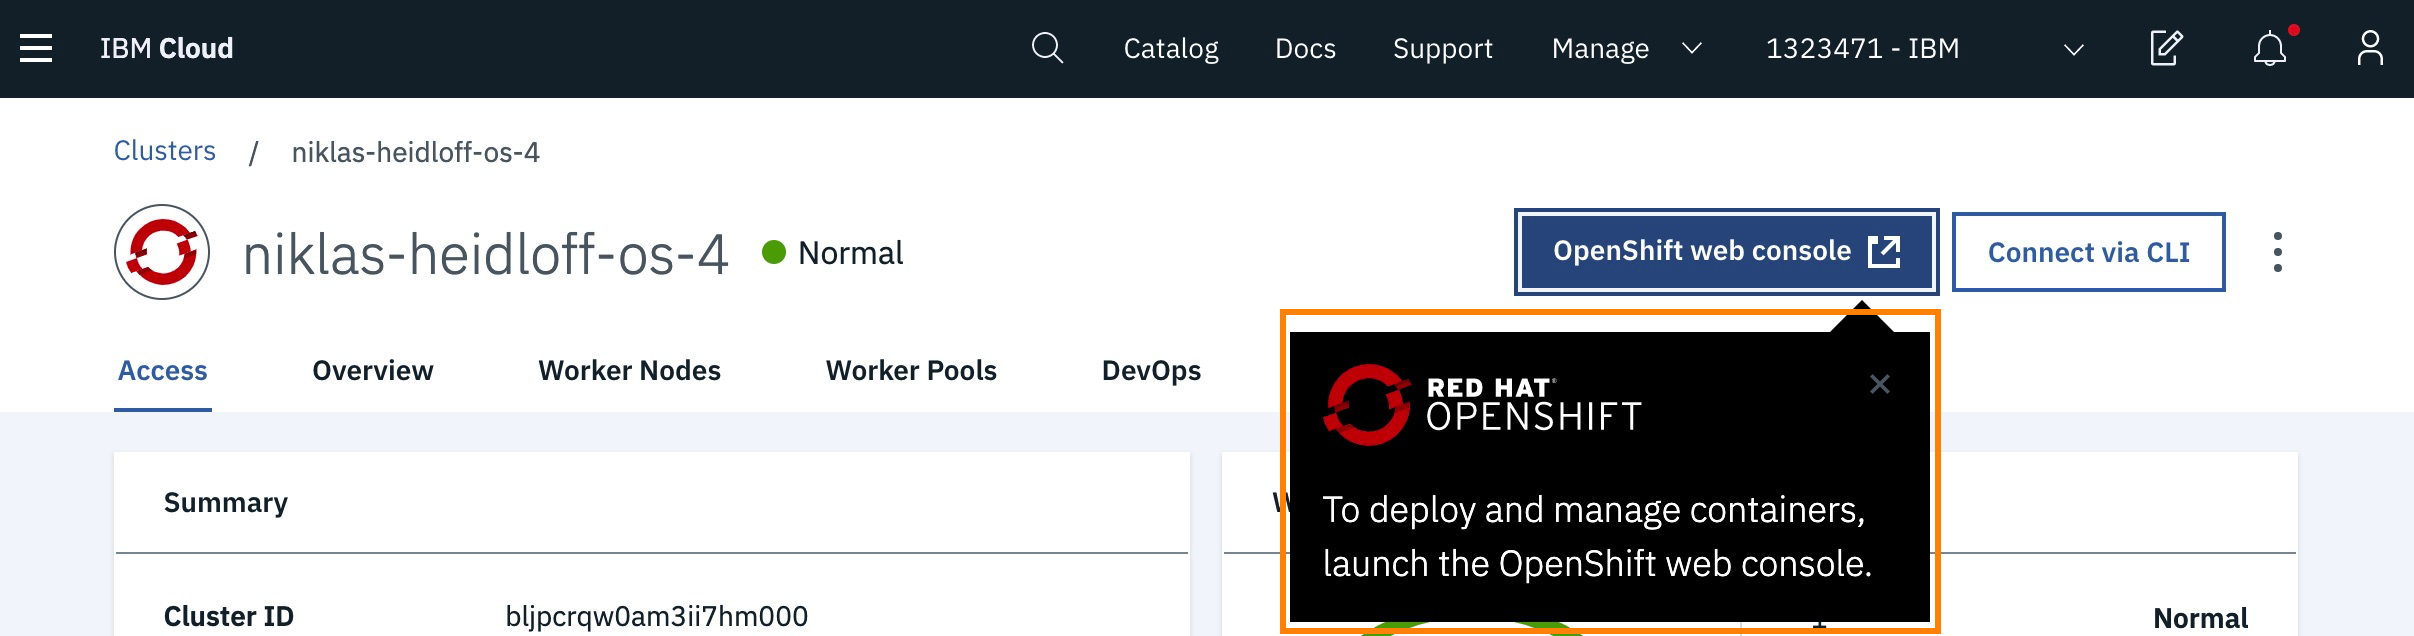 IBM Cloud Catalog Docs Support Manage 1323471 - IBM
Clusters / niklas-heidloff-os-4
niklas-heidloff-os-4 Normal OpenShift web console Connect via CLI
Access Overview Worker Nodes Worker Pools DevOps
RED HAT®
OPENSHIFT
To deploy and manage containers,
launch the OpenShift web console.
Summary
Cluster ID bljpcrqw0am3ii7hm000
Normal